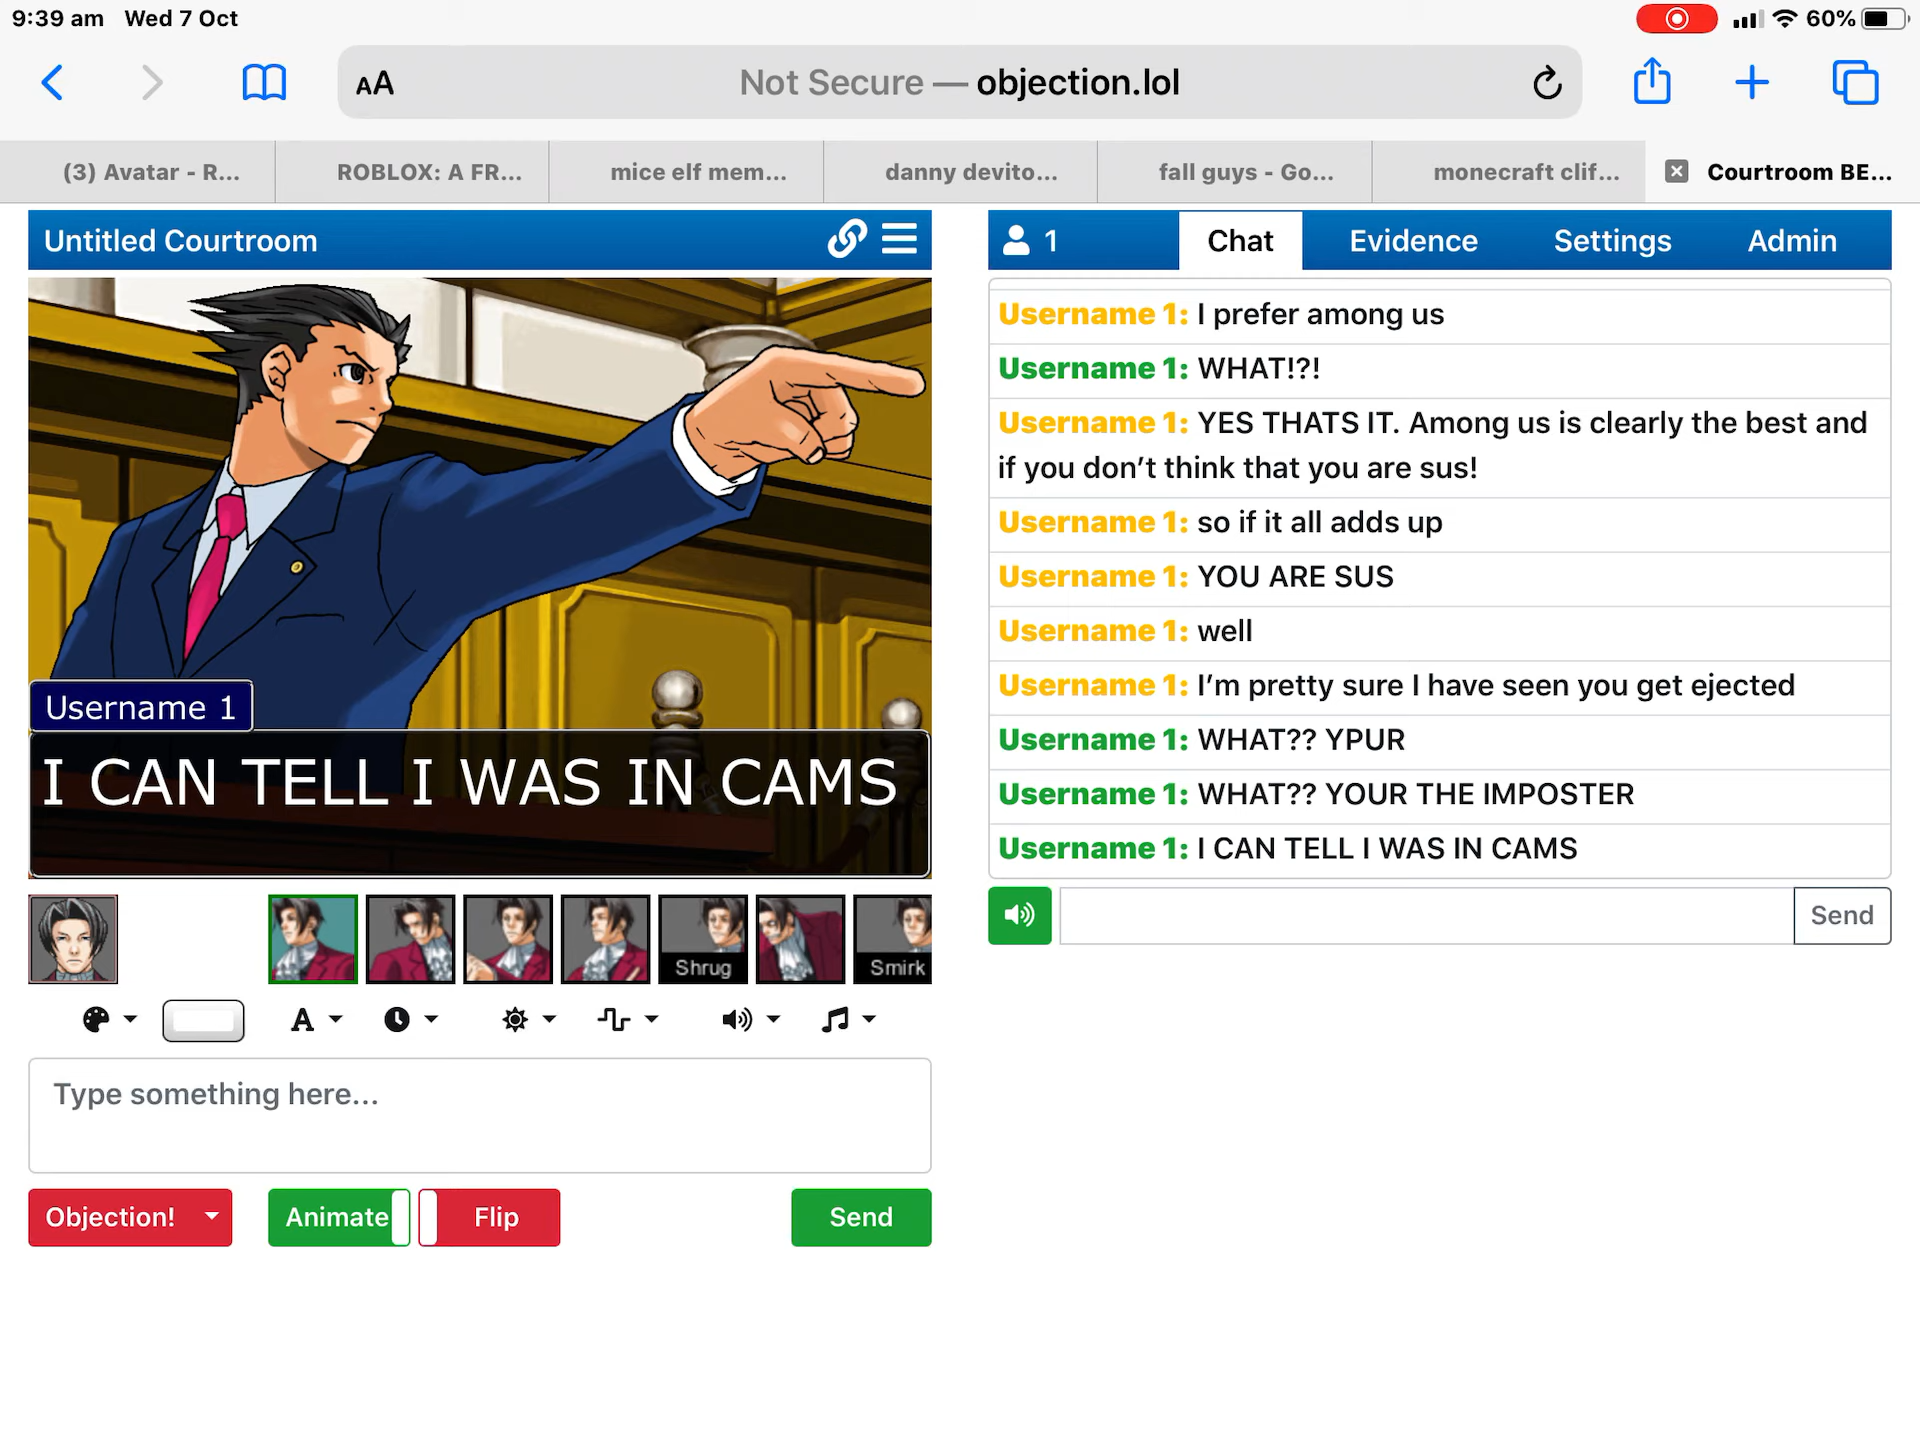 9:39 am Wed 7 Oct
60%
AA
Not Secure — objection.lol
(3) Avatar - R...
ROBLOX: A FR...
mice elf mem...
danny devito...
fall guys - Go...
monecraft clif...
Courtroom BE...
Untitled Courtroom
1
Chat
Evidence
Settings
Admin
Username 1
I CAN TELL I WAS IN CAMS
Shrug
Smirk
A
Type something here...
Objection!
Animate
Flip
Send
Username 1: I prefer among us
Username 1: WHAT!?!
Username 1: YES THATS IT. Among us is clearly the best and
if you don’t think that you are sus!
Username 1: so if it all adds up
Username 1: YOU ARE SUS
Username 1: well
Username 1: I’m pretty sure I have seen you get ejected
Username 1: WHAT?? YPUR
Username 1: WHAT?? YOUR THE IMPOSTER
Username 1: I CAN TELL I WAS IN CAMS
Send